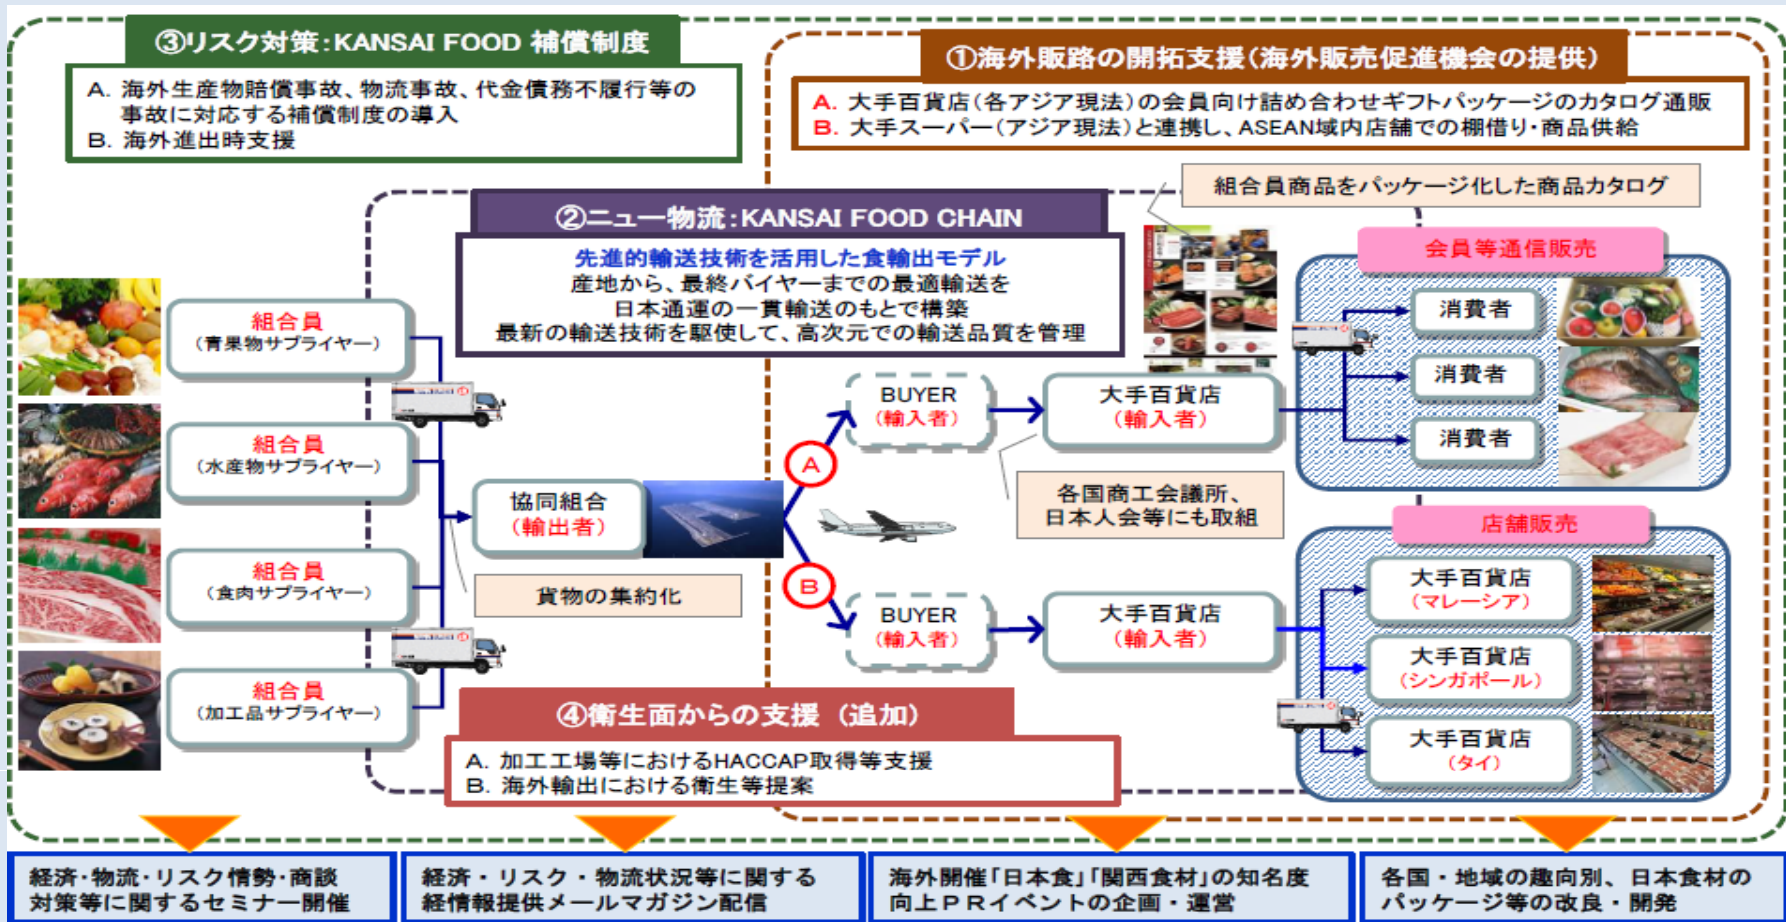 ③リスク対策：KANSAI FOOD 補償制度
A. 海外生産物賠償事故、物流事故、代金債務不履行等の
事故に対応する補償制度の導入
B. 海外進出時支援
①海外販路の開拓支援（海外販売促進機会の提供）
A. 大手百貨店（各アジア現法）の会員向け詰め合わせギフトパッケージのカタログ通販
B. 大手スーパー（アジア現法）と連携し、ASEAN域内店舗での棚借り・商品供給
組合員商品をパッケージ化した商品カタログ
②ニュー物流：KANSAI FOOD CHAIN
先進的輸送技術を活用した食輸出モデル
産地から、最終バイヤーまでの最適輸送を
日本通運の一貫輸送のもとで構築
最新の輸送技術を駆使して、高次元での輸送品質を管理
組合員
（青果物サプライヤー）
組合員
（水産物サプライヤー）
組合員
（食肉サプライヤー）
組合員
（加工品サプライヤー）
協同組合
（輸出者）
貨物の集約化
A
BUYER
（輸入者）
大手百貨店
（輸入者）
各国商工会議所、
日本人会等にも取組
B
BUYER
（輸入者）
大手百貨店
（輸入者）
会員等通信販売
消費者
消費者
消費者
店舗販売
大手百貨店
（マレーシア）
大手百貨店
（シンガポール）
大手百貨店
（タイ）
④衛生面からの支援（追加）
A. 加工工場等におけるHACCAP取得等支援
B. 海外輸出における衛生等提案
経済・物流・リスク情勢・商談
対策等に関するセミナー開催
経済・リスク・物流状況等に関する
経情報提供メールマガジン配信
海外開催「日本食」「関西食材」の知名度
向上ＰＲイベントの企画・運営
各国・地域の趣向別、日本食材の
パッケージ等の改良・開発